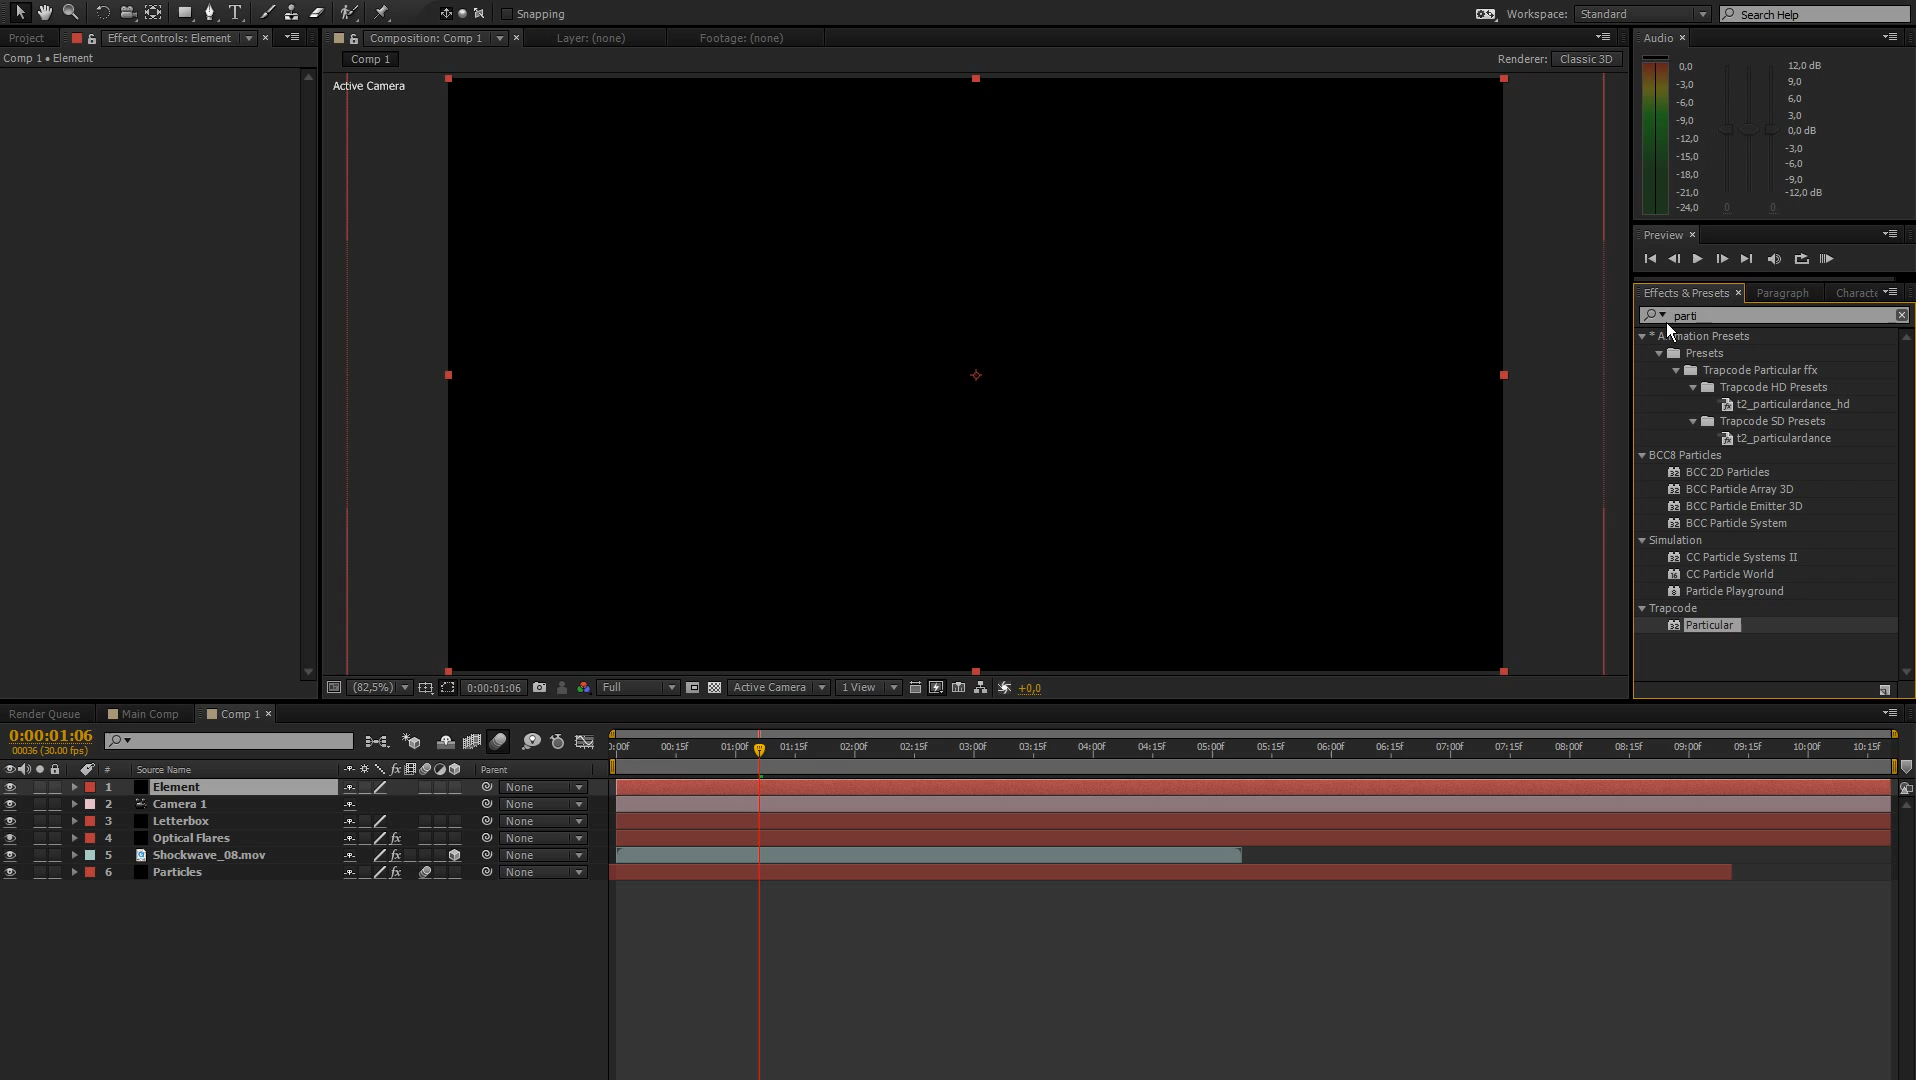 Snapping
Workspace: Standard
Search Help
Project
Effect Controls: Element
Composition: Comp 1
Layer: (none)
Footage: (none)
Audio
Comp 1 • Element
Comp 1
Renderer: Classic 3D
Active Camera
0,0
-3,0
-6,0
-9,0
-12,0
-15,0
-18,0
-21,0
-24,0
12,0 dB
9,0
6,0
3,0
0,0 dB
-3,0
-6,0
-9,0
-12,0 dB
0
0
Preview
Effects & Presets
Paragraph
Characte
parti
* Animation Presets
Presets
Trapcode Particular ffx
Trapcode HD Presets
t2_particulardance_hd
Trapcode SD Presets
t2_particulardance
BCC8 Particles
BCC 2D Particles
BCC Particle Array 3D
BCC Particle Emitter 3D
BCC Particle System
Simulation
CC Particle Systems II
CC Particle World
Particle Playground
Trapcode
Particular
(82,5%)
0:00:01:06
Full
Active Camera
1 View
+0,0
Render Queue
Main Comp
Comp 1
0:00:01:06
00036 (30.00 fps)
:00f 00:15f 01:00f 01:15f 02:00f 02:15f 03:00f 03:15f 04:00f 04:15f 05:00f 05:15f 06:00f 06:15f 07:00f 07:15f 08:00f 08:15f 09:00f 09:15f 10:00f 10:15f
# Source Name fx Parent
1 Element None
2 Camera 1 None
3 Letterbox None
4 Optical Flares fx None
5 Shockwave_08.mov fx None
6 Particles fx None